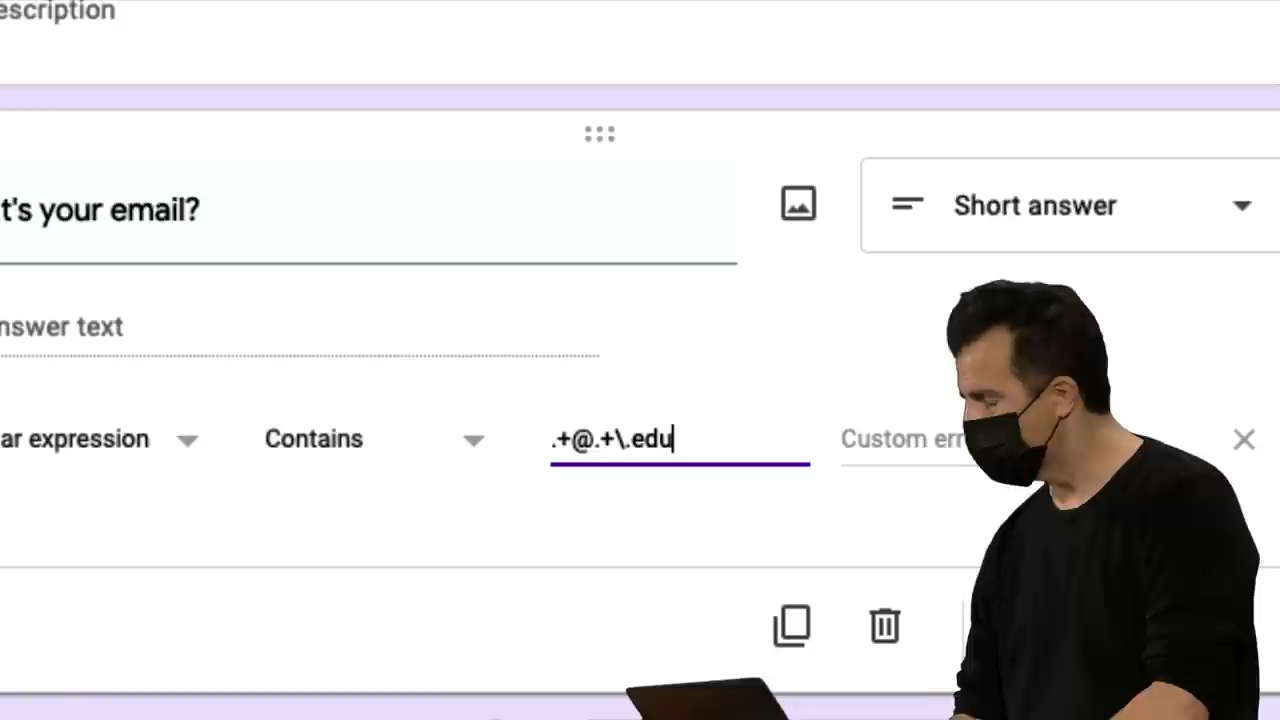 escription
t's your email?
Short answer
nswer text
ar expression
Contains
.+@.+\.edu
Custom err